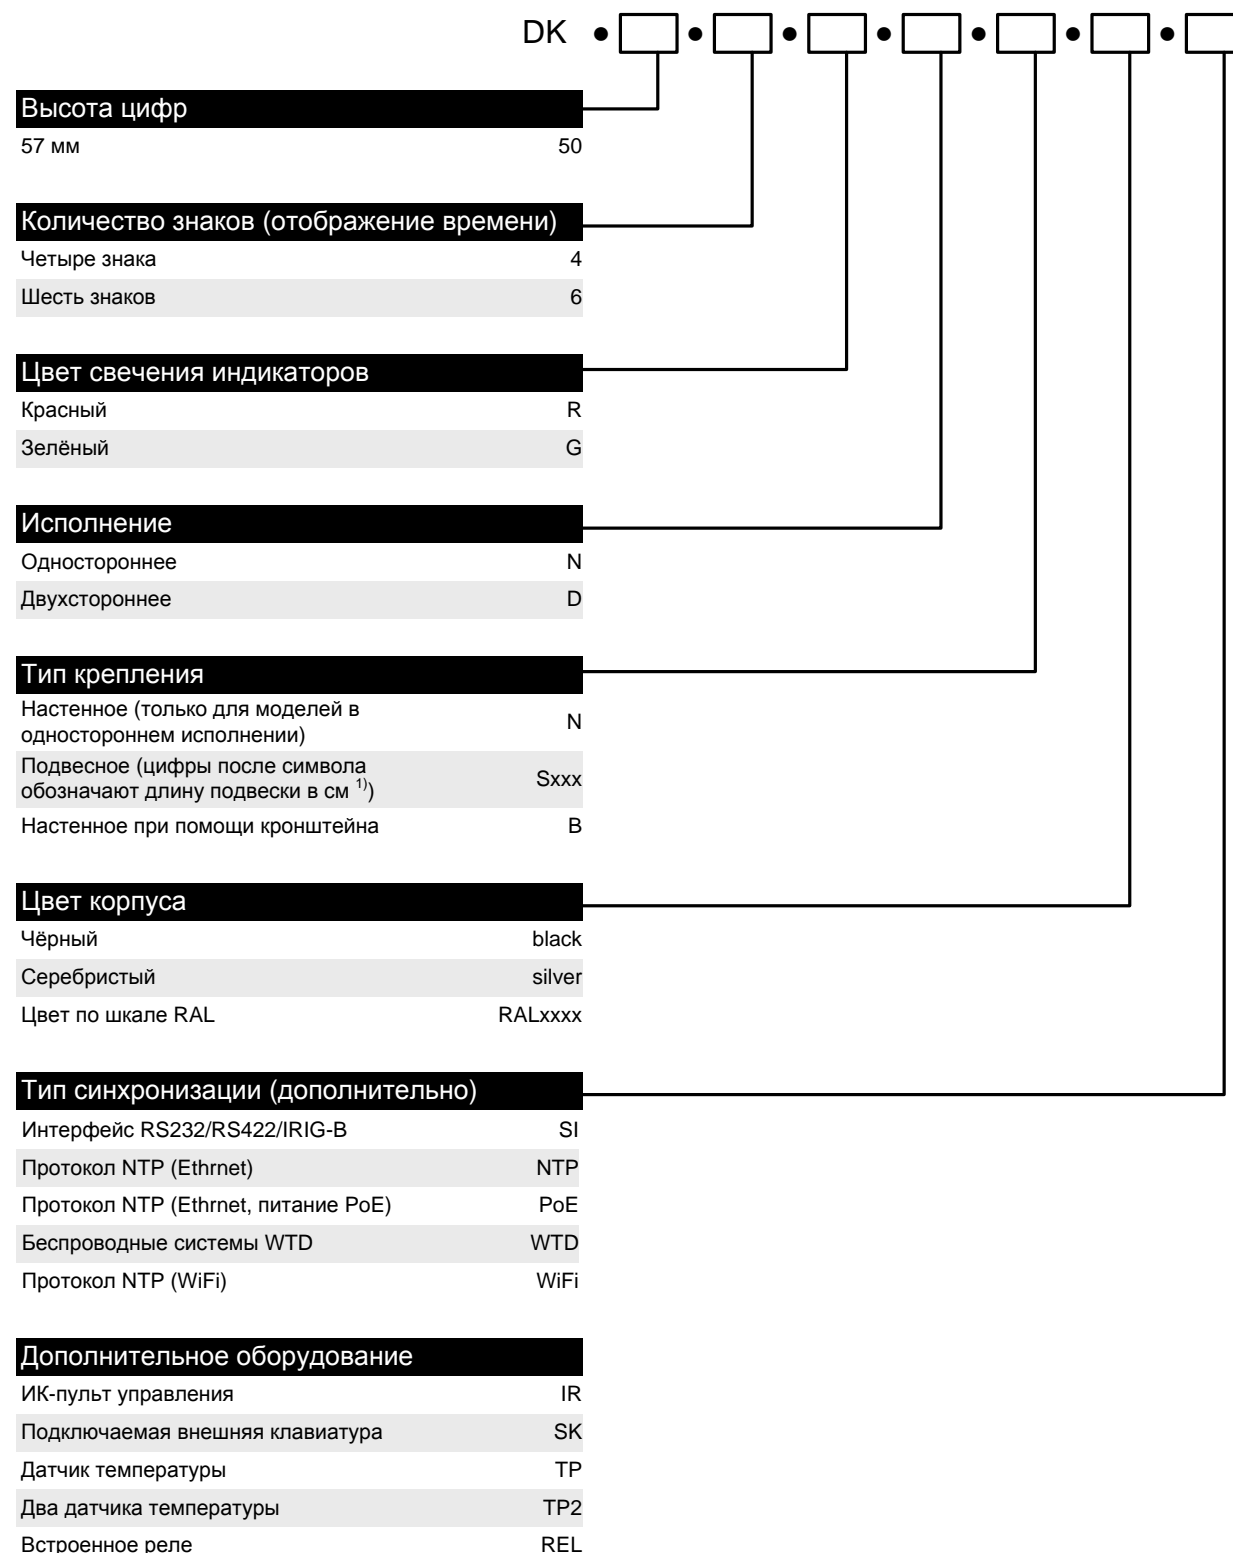 DK • • • • • • •
Высота цифр
57 мм 50
Количество знаков (отображение времени)
Четыре знака 4
Шесть знаков 6
Цвет свечения индикаторов
Красный R
Зелёный G
Исполнение
Одностороннее N
Двухстороннее D
Тип крепления
Настенное (только для моделей в
одностороннем исполнении) N
Подвесное (цифры после символа
обозначают длину подвески в см 1)) Sxxx
Настенное при помощи кронштейна B
Цвет корпуса
Чёрный black
Серебристый silver
Цвет по шкале RAL RALxxxx
Тип синхронизации (дополнительно)
Интерфейс RS232/RS422/IRIG-B SI
Протокол NTP (Ethrnet) NTP
Протокол NTP (Ethrnet, питание PoE) PoE
Беспроводные системы WTD WTD
Протокол NTP (WiFi) WiFi
Дополнительное оборудование
ИК-пульт управления IR
Подключаемая внешняя клавиатура SK
Датчик температуры TP
Два датчика температуры TP2
Встроенное реле REL